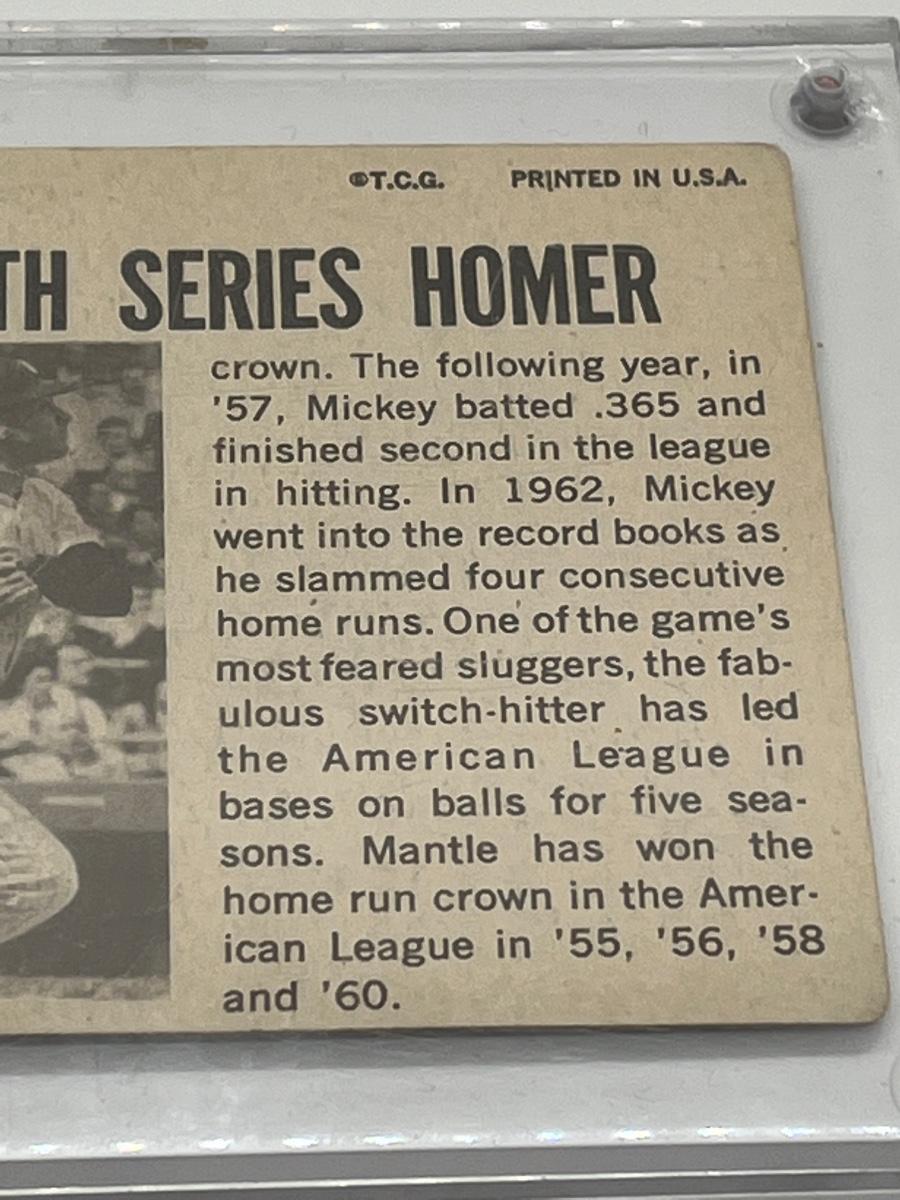 ©T.C.G. PRINTED IN U.S.A.
TH SERIES HOMER
crown. The following year, in
'57, Mickey batted .365 and
finished second in the league
in hitting. In 1962, Mickey
went into the record books as
he slammed four consecutive
home runs. One of the game's
most feared sluggers, the fab-
ulous switch-hitter has led
the American League in
bases on balls for five sea-
sons. Mantle has won the
home run crown in the Amer-
ican League in '55, '56, '58
and '60.